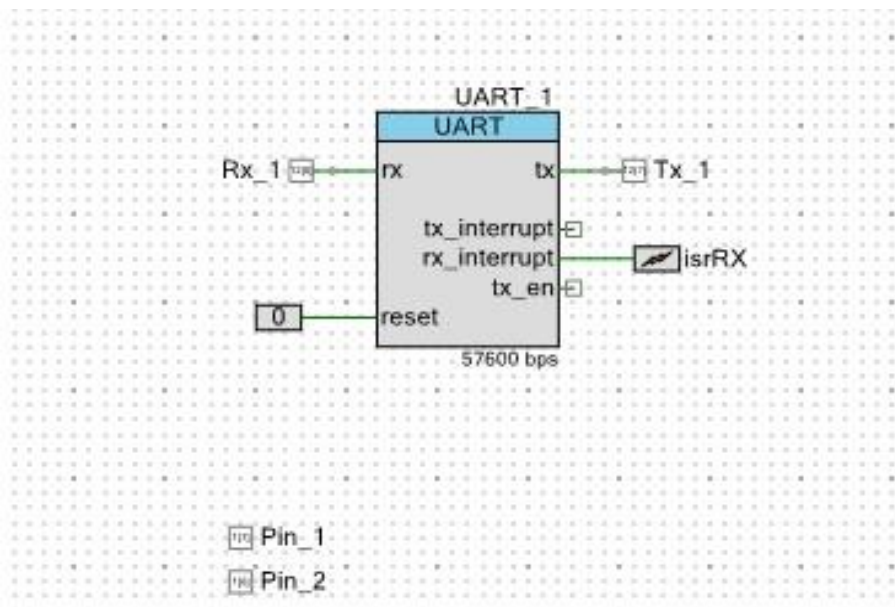 UART_1
UART
Rx_1 rx tx Tx_1
tx_interrupt
rx_interrupt isrRX
tx_en
0 reset
57600 bps
Pin_1
Pin_2